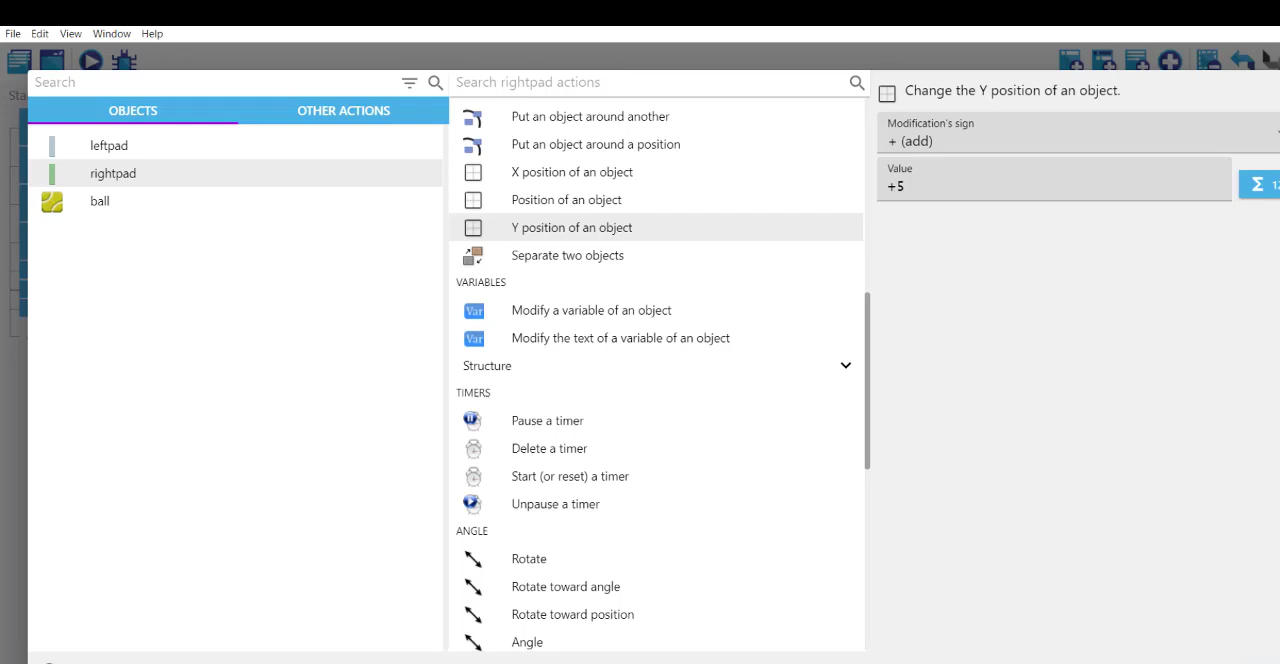 File Edit View Window Help
Sta
Search
Search rightpad actions
Change the Y position of an object.
OBJECTS
OTHER ACTIONS
leftpad
rightpad
ball
Put an object around another
Put an object around a position
X position of an object
Position of an object
Y position of an object
Separate two objects
VARIABLES
Var Modify a variable of an object
Var Modify the text of a variable of an object
Structure
TIMERS
Pause a timer
Delete a timer
Start (or reset) a timer
Unpause a timer
ANGLE
Rotate
Rotate toward angle
Rotate toward position
Angle
Modification's sign
+ (add)
Value
+5
Σ 12